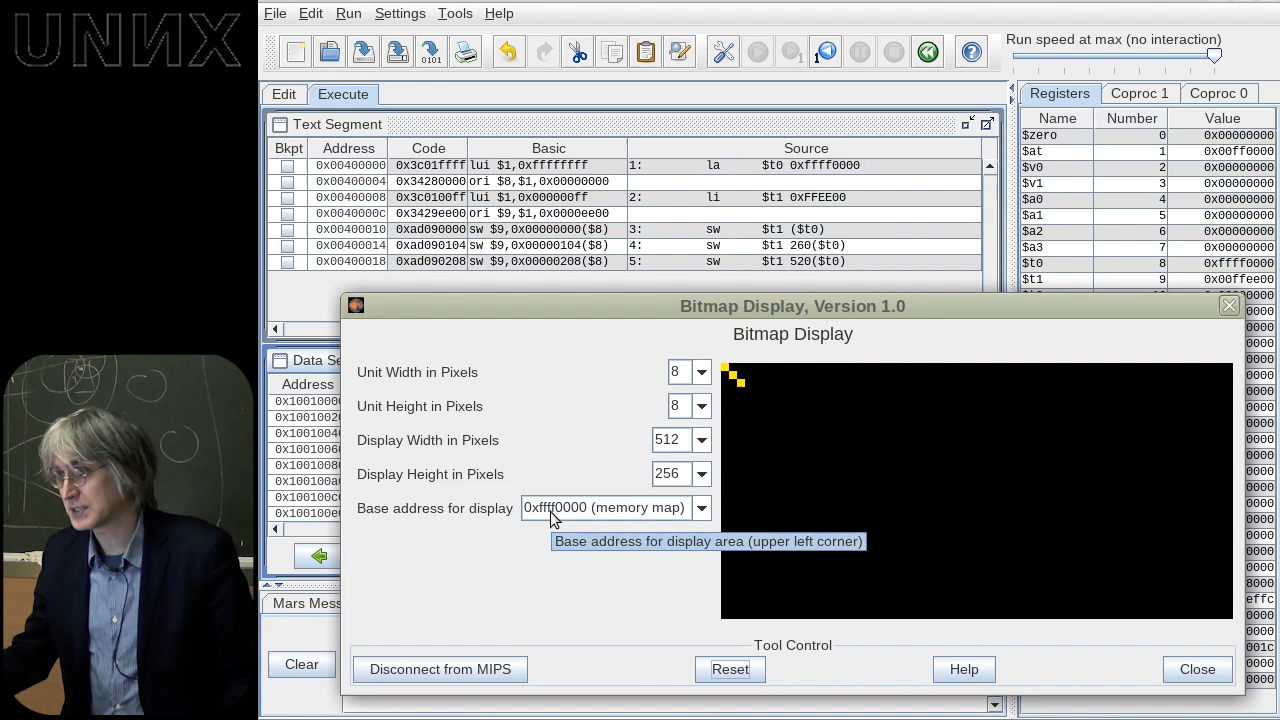 UNИX
File Edit Run Settings Tools Help
Run speed at max (no interaction)
Edit Execute
Registers Coproc 1 Coproc 0
Text Segment
Name Number Value
Bkpt Address Code Basic Source
$zero 0 0x00000000
$at 1 0x00ff0000
$v0 2 0x00000000
$v1 3 0x00000000
$a0 4 0x00000000
$a1 5 0x00000000
$a2 6 0x00000000
$a3 7 0x00000000
$t0 8 0xffff0000
$t1 9 0x00ffee00
0x00400000 0x3c01ffff lui $1,0xffffffff 1: la $t0 0xffff0000
0x00400004 0x34280000 ori $8,$1,0x00000000
0x00400008 0x3c0100ff lui $1,0x000000ff 2: li $t1 0xFFEE00
0x0040000c 0x3429ee00 ori $9,$1,0x0000ee00
0x00400010 0xad090000 sw $9,0x00000000($8) 3: sw $t1 ($t0)
0x00400014 0xad090104 sw $9,0x00000104($8) 4: sw $t1 260($t0)
0x00400018 0xad090208 sw $9,0x00000208($8) 5: sw $t1 520($t0)
Bitmap Display, Version 1.0
Bitmap Display
Unit Width in Pixels 8
Unit Height in Pixels 8
Display Width in Pixels 512
Display Height in Pixels 256
Base address for display 0xffff0000 (memory map)
Base address for display area (upper left corner)
Tool Control
Disconnect from MIPS Reset Help Close
Data Se
Address
Mars Mess
Clear